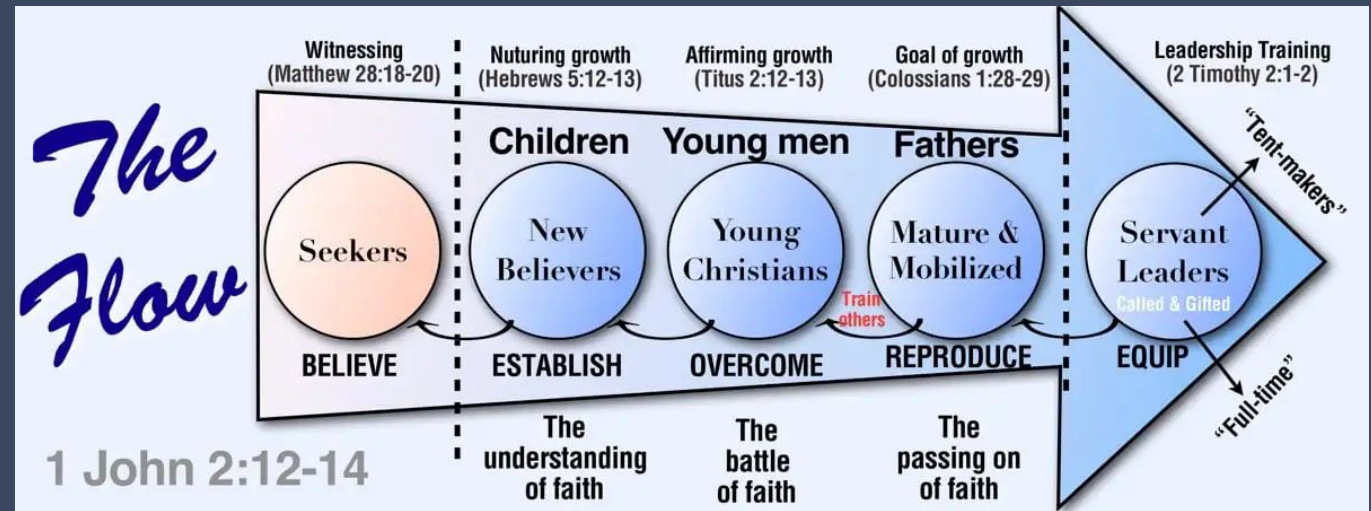 The
Flow
1 John 2:12-14
Witnessing
(Matthew 28:18-20)
Seekers
BELIEVE
Nuturing growth
(Hebrews 5:12-13)
Children
New
Believers
ESTABLISH
The
understanding
of faith
Affirming growth
(Titus 2:12-13)
Young men
Young
Christians
OVERCOME
The
battle
of faith
Train
others
Goal of growth
(Colossians 1:28-29)
Fathers
Mature &
Mobilized
REPRODUCE
The
passing on
of faith
Leadership Training
(2 Timothy 2:1-2)
Servant
Leaders
Called & Gifted
EQUIP
"Tent-makers"
"Full-time"